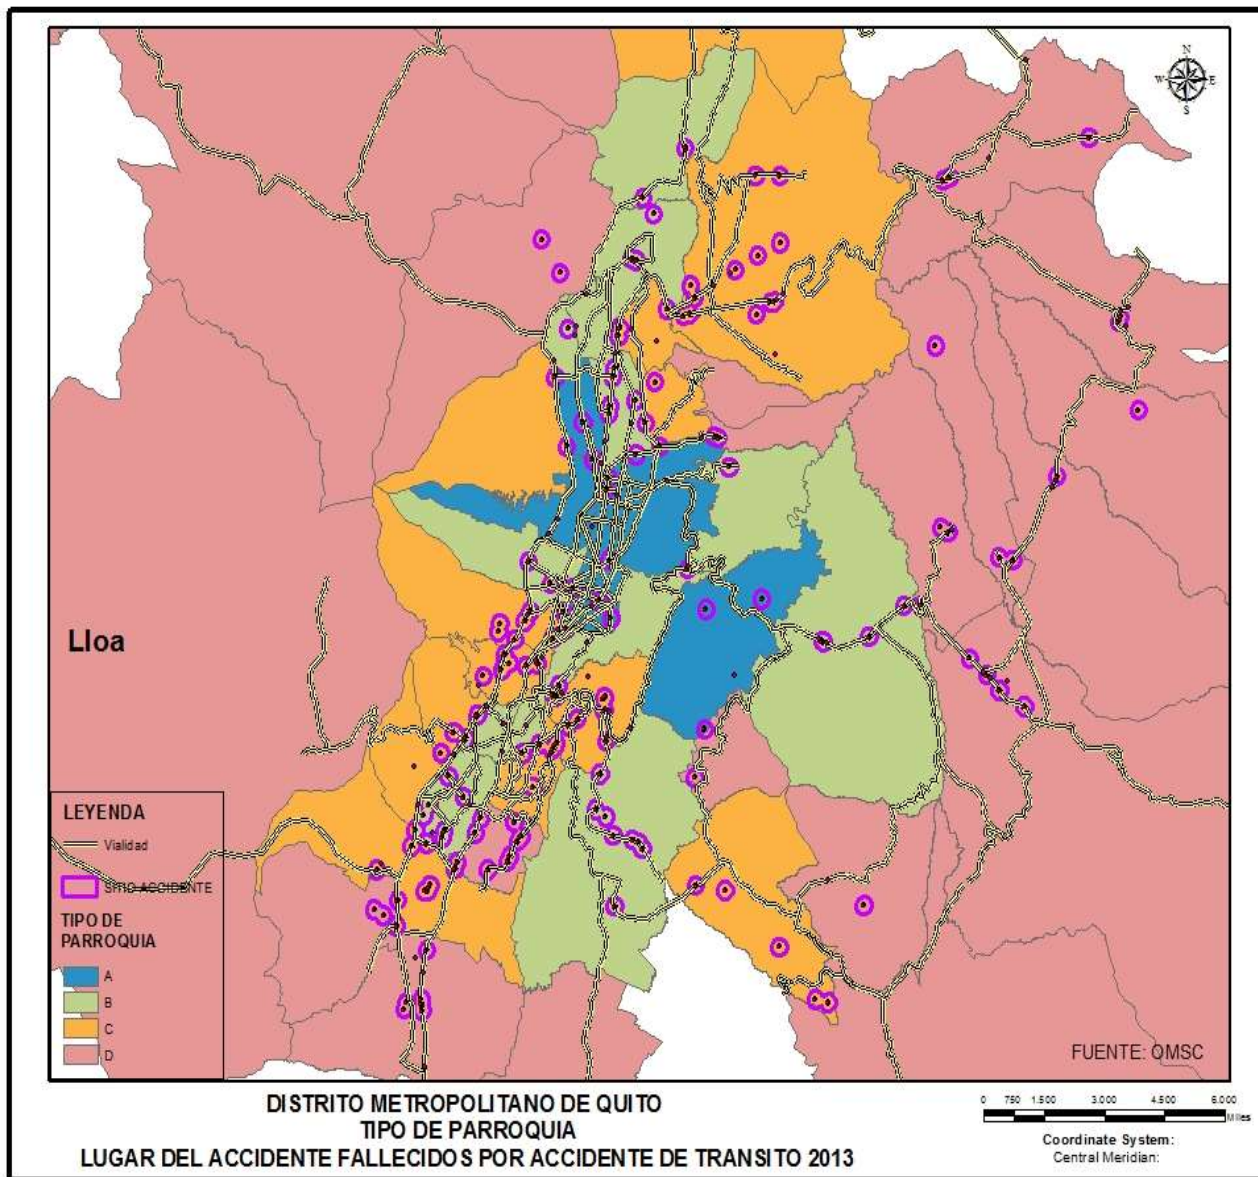 N
W E
S
Lloa
LEYENDA
Vialidad
SITIO ACCIDENTE
TIPO DE
PARROQUIA
A
B
C
D
FUENTE: OMSC
DISTRITO METROPOLITANO DE QUITO
TIPO DE PARROQUIA
LUGAR DEL ACCIDENTE FALLECIDOS POR ACCIDENTE DE TRANSITO 2013
0 750 1.500 3.000 4.500 6.000
Miles
Coordinate System:
Central Meridian: